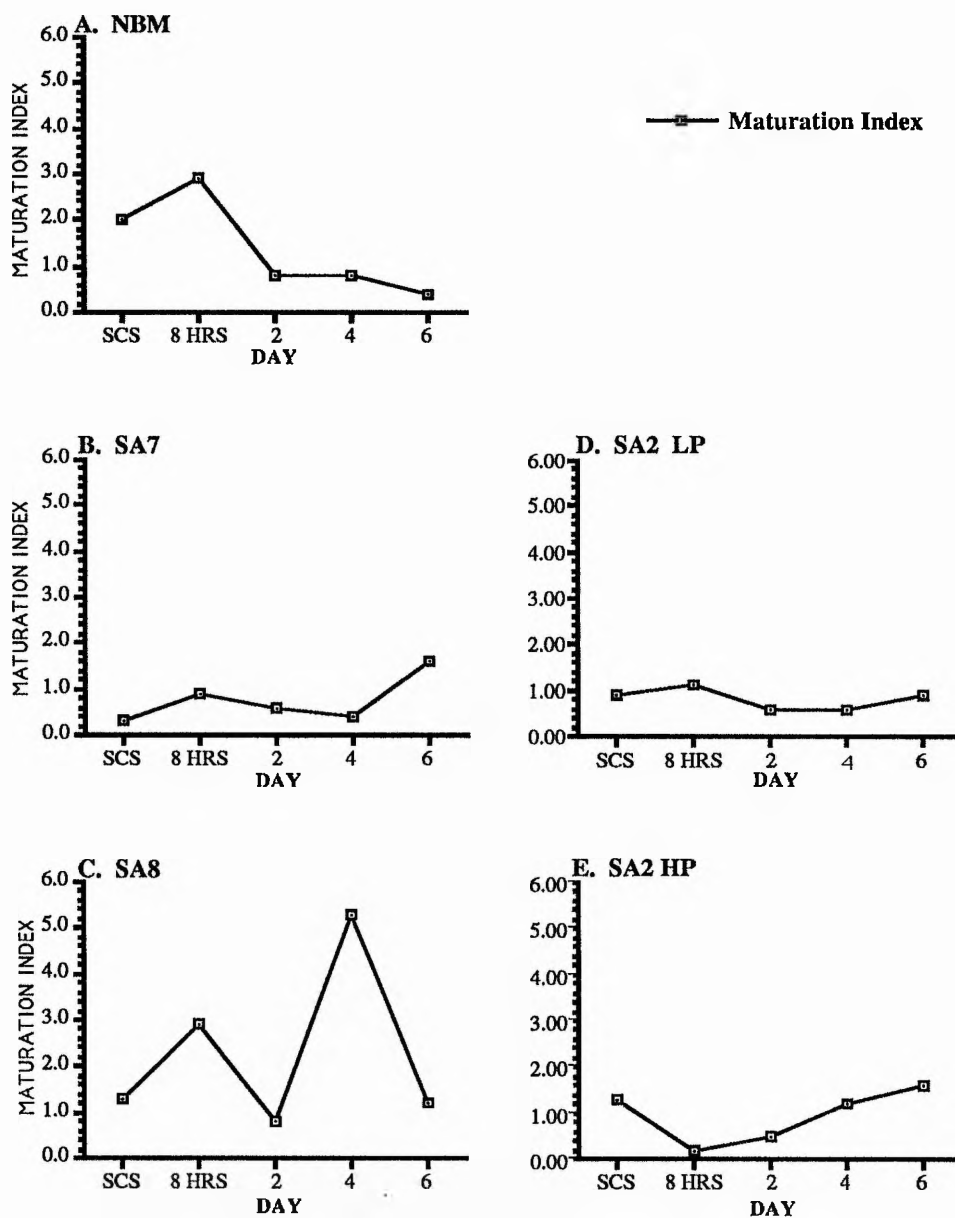 A. NBM
6.0
5.0
4.0
3.0
2.0
1.0
0.0
MATURATION INDEX
SCS 8 HRS 2 4 6
DAY
Maturation Index
B. SA7
6.0
5.0
4.0
3.0
2.0
1.0
0.0
MATURATION INDEX
SCS 8 HRS 2 4 6
DAY
D. SA2 LP
6.00
5.00
4.00
3.00
2.00
1.00
0.00
SCS 8 HRS 2 4 6
DAY
C. SA8
6.0
5.0
4.0
3.0
2.0
1.0
0.0
MATURATION INDEX
SCS 8 HRS 2 4 6
DAY
E. SA2 HP
6.00
5.00
4.00
3.00
2.00
1.00
0.00
SCS 8 HRS 2 4 6
DAY